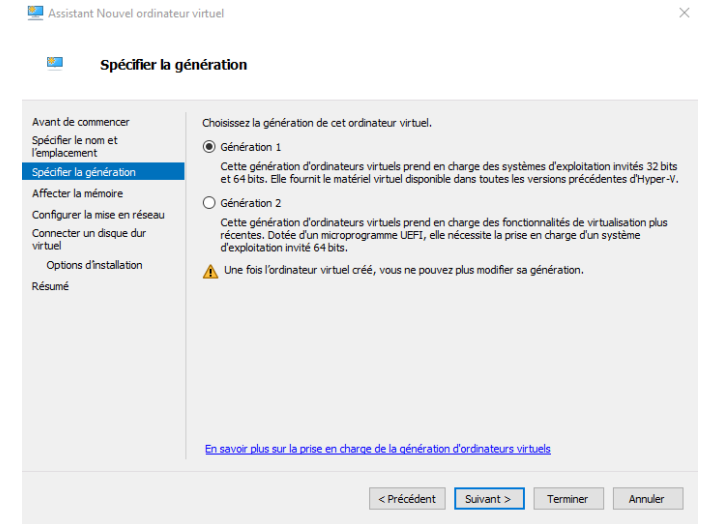 Assistant Nouvel ordinateur virtuel
Spécifier la génération
Avant de commencer
Spécifier le nom et
l'emplacement
Spécifier la génération
Affecter la mémoire
Configurer la mise en réseau
Connecter un disque dur
virtuel
Options d'installation
Résumé
Choisissez la génération de cet ordinateur virtuel.
Génération 1
Cette génération d'ordinateurs virtuels prend en charge des systèmes d'exploitation invités 32 bits
et 64 bits. Elle fournit le matériel virtuel disponible dans toutes les versions précédentes d'Hyper-V.
Génération 2
Cette génération d'ordinateurs virtuels prend en charge des fonctionnalités de virtualisation plus
récentes. Dotée d'un microprogramme UEFI, elle nécessite la prise en charge d'un système
d'exploitation invité 64 bits.
Une fois l'ordinateur virtuel créé, vous ne pouvez plus modifier sa génération.
En savoir plus sur la prise en charge de la génération d'ordinateurs virtuels
< Précédent
Suivant >
Terminer
Annuler